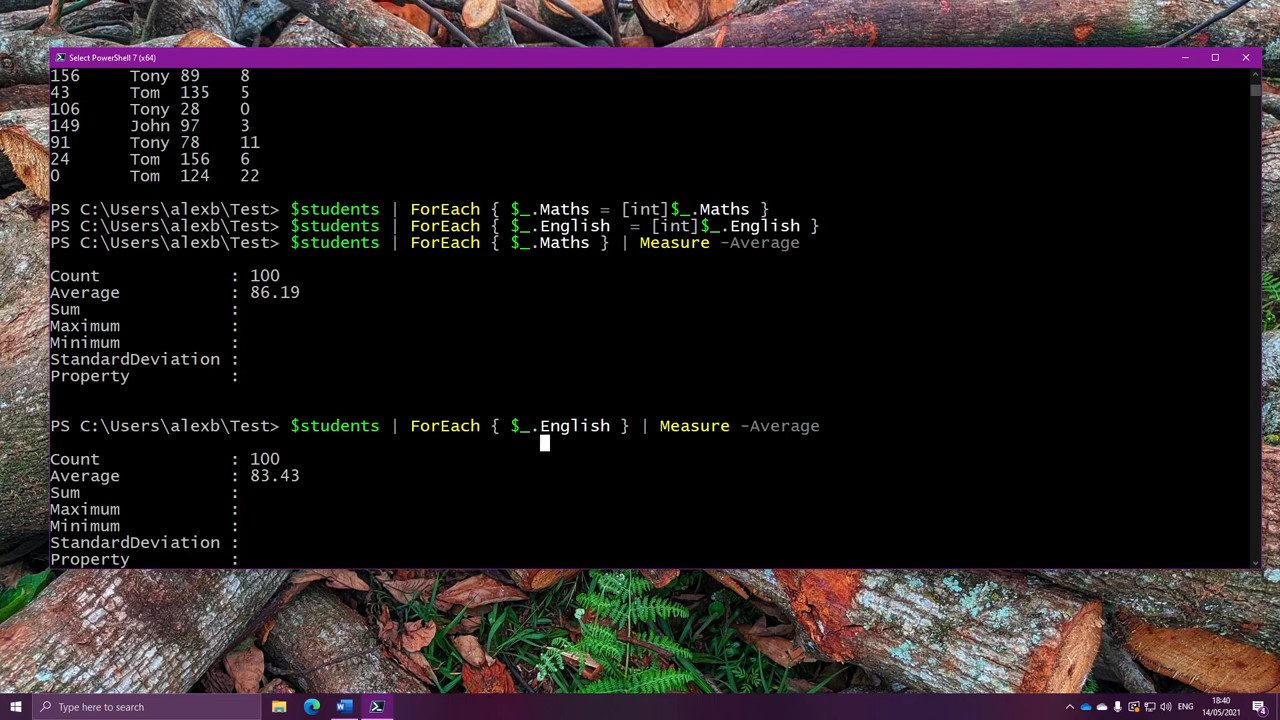 Select PowerShell 7 (x64)
156 Tony 89 8
43 Tom 135 5
106 Tony 28 0
149 John 97 3
91 Tony 78 11
24 Tom 156 6
0 Tom 124 22
PS C:\Users\alexb\Test> $students | ForEach { $_.Maths = [int]$_.Maths }
PS C:\Users\alexb\Test> $students | ForEach { $_.English  = [int]$_.English }
PS C:\Users\alexb\Test> $students | ForEach { $_.Maths } | Measure -Average
Count : 100
Average : 86.19
Sum :
Maximum :
Minimum :
StandardDeviation :
Property :
PS C:\Users\alexb\Test> $students | ForEach { $_.English } | Measure -Average
Count : 100
Average : 83.43
Sum :
Maximum :
Minimum :
StandardDeviation :
Property :
Type here to search
ENG
18:40
14/05/2021
4